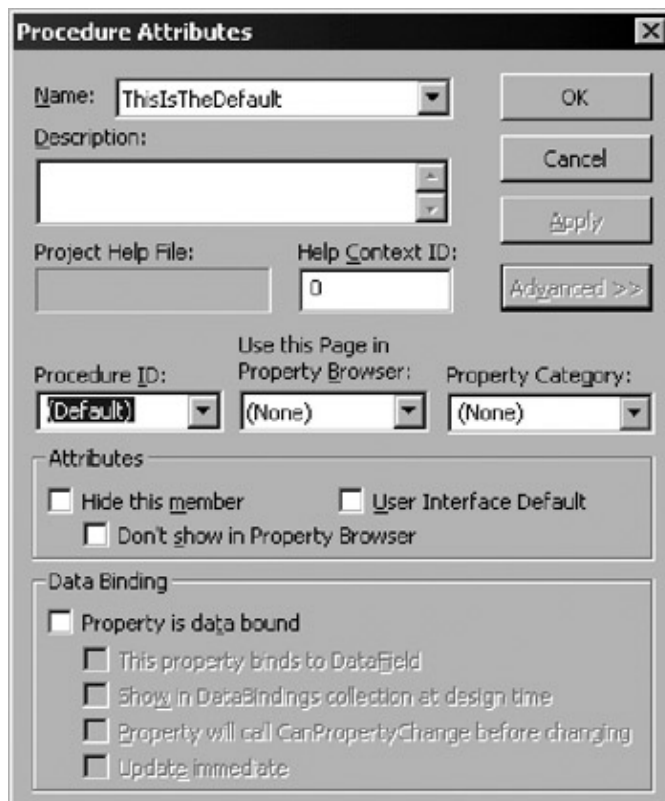 Procedure Attributes
Name: ThisIsTheDefault
OK
Description:
Cancel
Apply
Project Help File:
Help Context ID:
0
Advanced >>
Procedure ID:
Use this Page in
Property Browser:
Property Category:
(Default)
(None)
(None)
Attributes
Hide this member
User Interface Default
Don't show in Property Browser
Data Binding
Property is data bound
This property binds to DataField
Show in DataBindings collection at design time
Property will call CanPropertyChange before changing
Update immediate